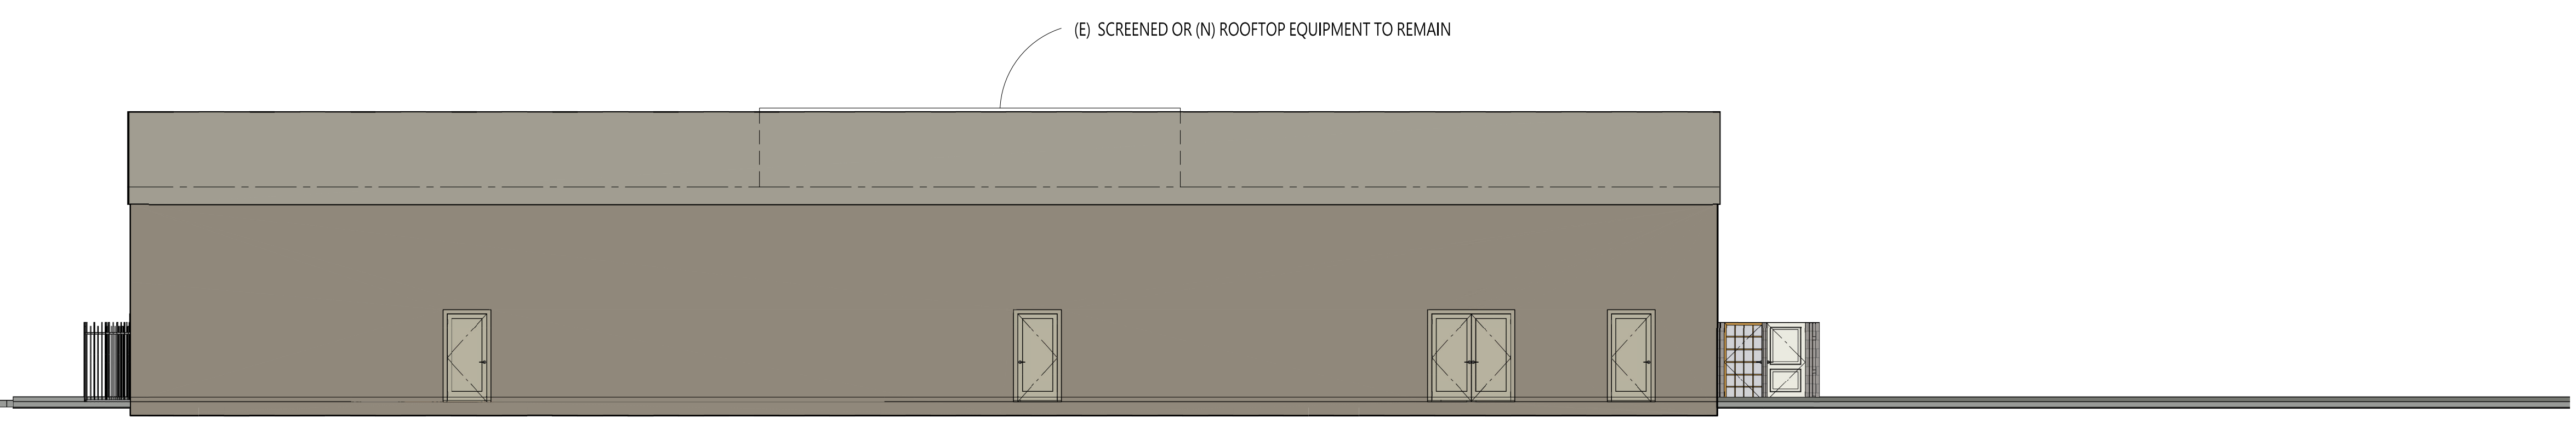 (E) SCREENED OR (N) ROOFTOP EQUIPMENT TO REMAIN